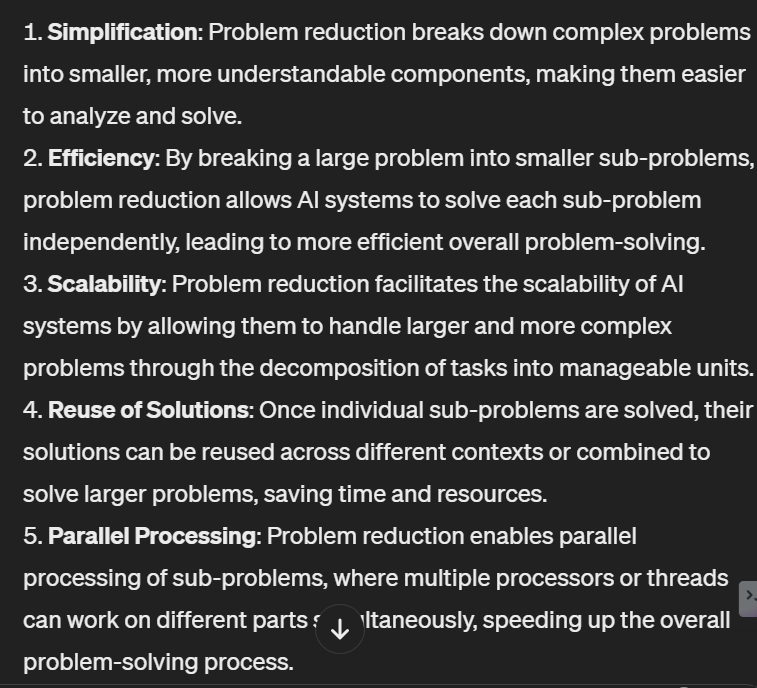 1. Simplification: Problem reduction breaks down complex problems
into smaller, more understandable components, making them easier
to analyze and solve.
2. Efficiency: By breaking a large problem into smaller sub-problems,
problem reduction allows AI systems to solve each sub-problem
independently, leading to more efficient overall problem-solving.
3. Scalability: Problem reduction facilitates the scalability of AI
systems by allowing them to handle larger and more complex
problems through the decomposition of tasks into manageable units.
4. Reuse of Solutions: Once individual sub-problems are solved, their
solutions can be reused across different contexts or combined to
solve larger problems, saving time and resources.
5. Parallel Processing: Problem reduction enables parallel
processing of sub-problems, where multiple processors or threads
can work on different parts speeding up the overall
problem-solving process.